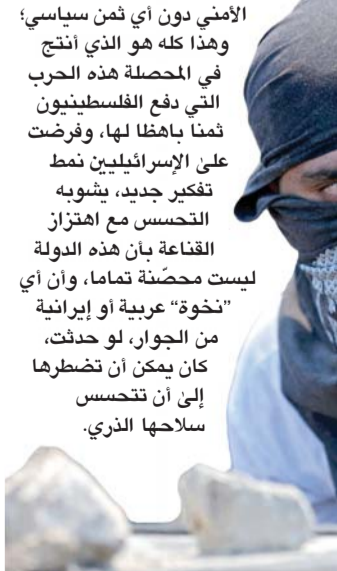 الأمني دون أي ثمن سياسي؛
وهذا كله هو الذي أنتج
في المحصلة هذه الحرب
التي دفع الفلسطينيون
ثمنا باهظا لها، وفرضت
على الإسرائيليين نمط
تفكير جديد، يشوبه
التحسس مع اهتزاز
القناعة بأن هذه الدولة
ليست محصّنة تماما، وأن أي
”نخوة“ عربية أو إيرانية
من الجوار، لو حدثت،
كان يمكن أن تضطرها
إلى أن تتحسس
سلاحها الذري.